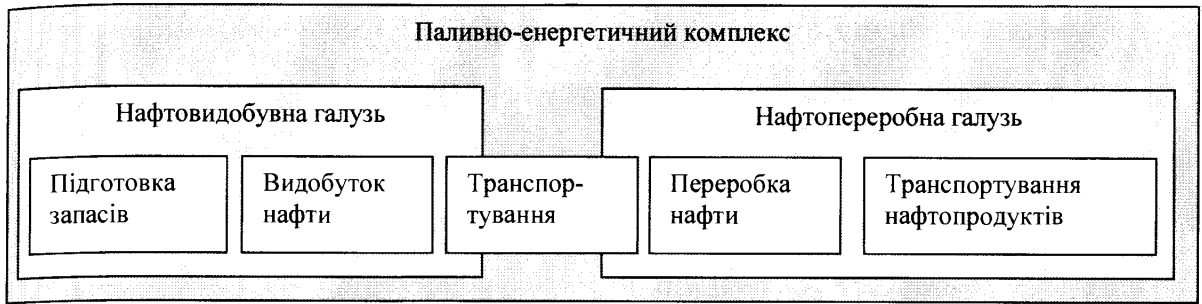 Паливно-енергетичний комплекс
Нафтовидобувна галузь
Нафтопереробна галузь
Підготовка
запасів
Видобуток
нафти
Транспор-
тування
Переробка
нафти
Транспортування
нафтопродуктів